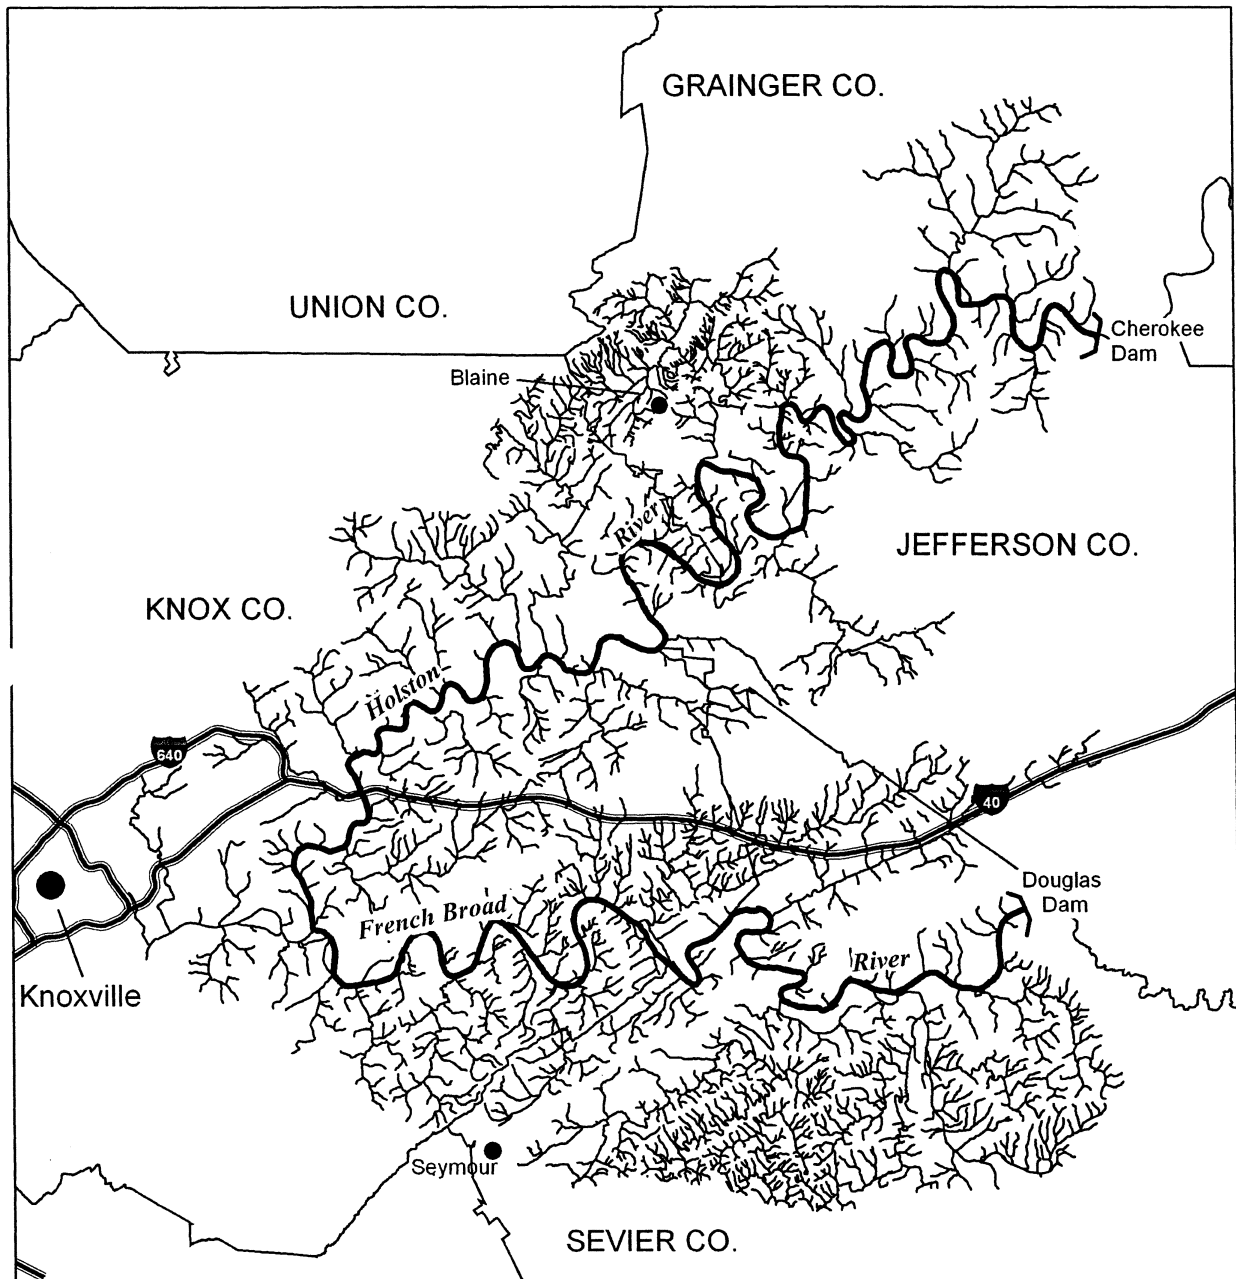 GRAINGER CO.
UNION CO.
Cherokee
Dam
Blaine
River
JEFFERSON CO.
KNOX CO.
Holston
640
40
Douglas
Dam
French Broad
River
Knoxville
Seymour
SEVIER CO.